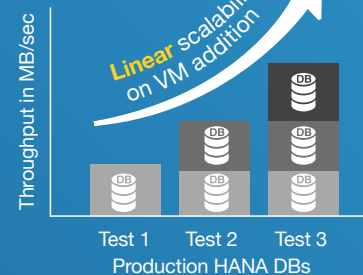 Throughput in MB/sec
Linear scalabili
on VM addition
DB
DB
DB
DB
DB
DB
Test 1 Test 2 Test 3
Production HANA DBs